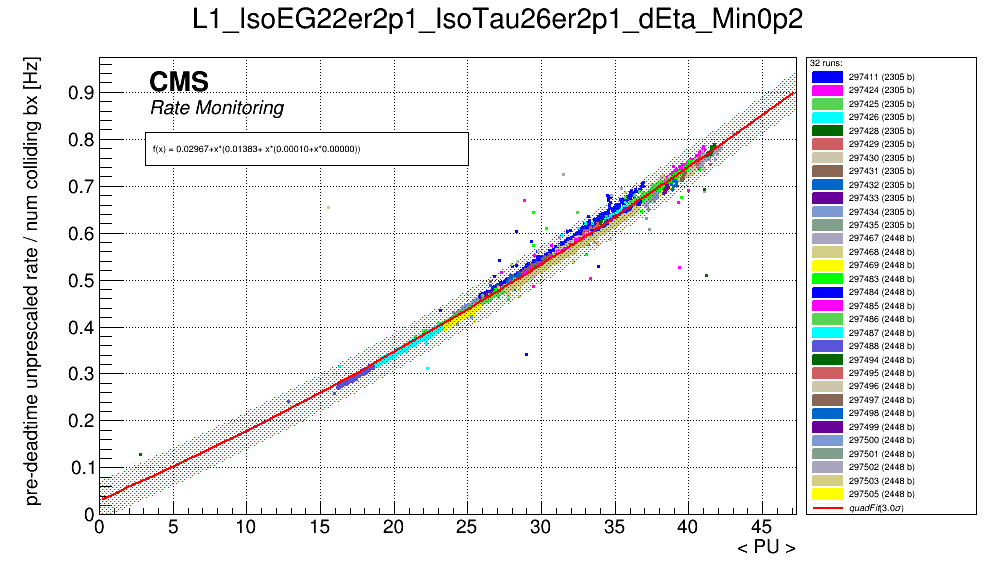 L1_IsoEG22er2p1_IsoTau26er2p1_dEta_Min0p2
pre-deadtime unprescaled rate / num colliding bx [Hz]
CMS
Rate Monitoring
f(x) = 0.02967+x*(0.01383+ x*(0.00010+x*0.00000))
0.9
0.8
0.7
0.6
0.5
0.4
0.3
0.2
0.1
0
0 5 10 15 20 25 30 35 40 45
< PU >
32 runs:
297411 (2305 b)
297424 (2305 b)
297425 (2305 b)
297426 (2305 b)
297428 (2305 b)
297429 (2305 b)
297430 (2305 b)
297431 (2305 b)
297432 (2305 b)
297433 (2305 b)
297434 (2305 b)
297435 (2305 b)
297467 (2448 b)
297468 (2448 b)
297469 (2448 b)
297483 (2448 b)
297484 (2448 b)
297485 (2448 b)
297486 (2448 b)
297487 (2448 b)
297488 (2448 b)
297494 (2448 b)
297495 (2448 b)
297496 (2448 b)
297497 (2448 b)
297498 (2448 b)
297499 (2448 b)
297500 (2448 b)
297501 (2448 b)
297502 (2448 b)
297503 (2448 b)
297505 (2448 b)
quadFit(3.0σ)